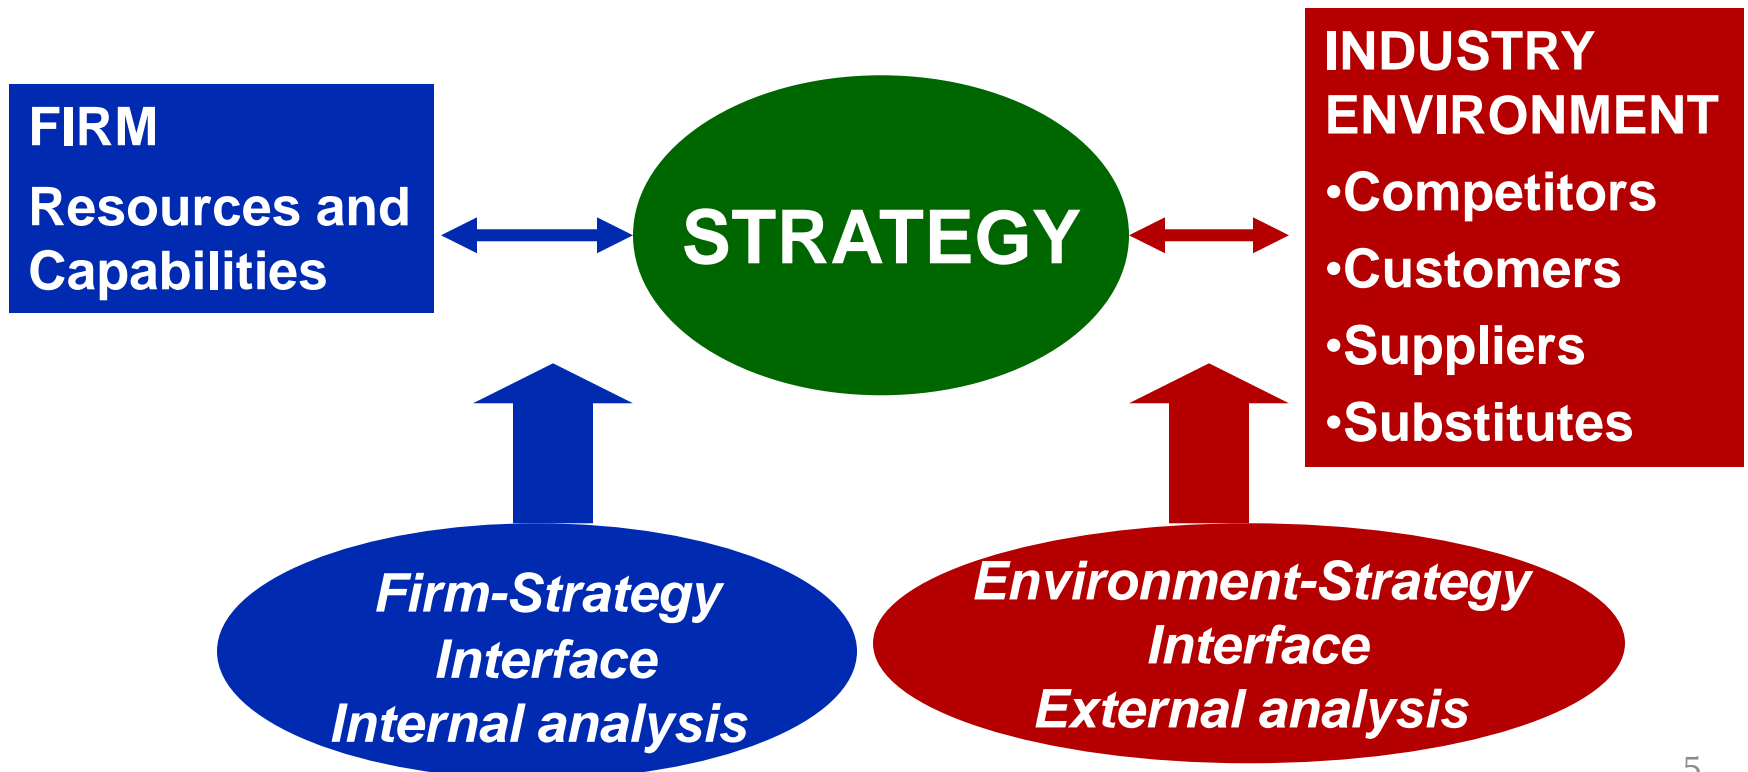 FIRM
Resources and
Capabilities
STRATEGY
INDUSTRY
ENVIRONMENT
•Competitors
•Customers
•Suppliers
•Substitutes
Firm-Strategy
Interface
Internal analysis
Environment-Strategy
Interface
External analysis
5